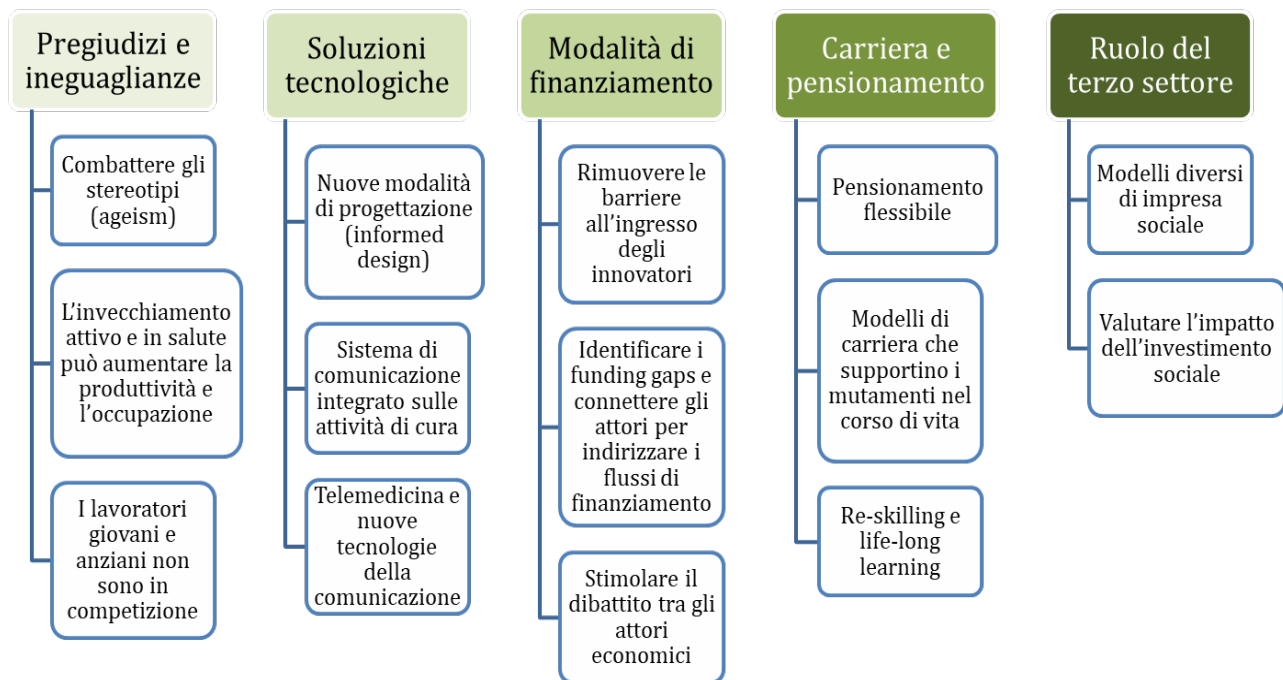 Pregiudizi e
ineguaglianze
Combattere gli
stereotipi
(ageism)
L'invecchiamento
attivo e in salute
può aumentare la
produttività e
l'occupazione
I lavoratori
giovani e
anziani non
sono in
competizione
Soluzioni
tecnologiche
Nuove modalità
di progettazione
(informed
design)
Sistema di
comunicazione
integrato sulle
attività di cura
Telemedicina e
nuove
tecnologie
della
comunicazione
Modalità di
finanziamento
Rimuovere le
barriere
all'ingresso
degli
innovatori
Identificare i
funding gaps e
connettere gli
attori per
indirizzare i
flussi di
finanziamento
Stimolare il
dibattito tra gli
attori
economici
Carriera e
pensionamento
Pensionamento
flessibile
Modelli di
carriera che
supportino i
mutamenti nel
corso di vita
Re-skilling e
life-long
learning
Ruolo del
terzo settore
Modelli diversi
di impresa
sociale
Valutare l'impatto
dell'investimento
sociale